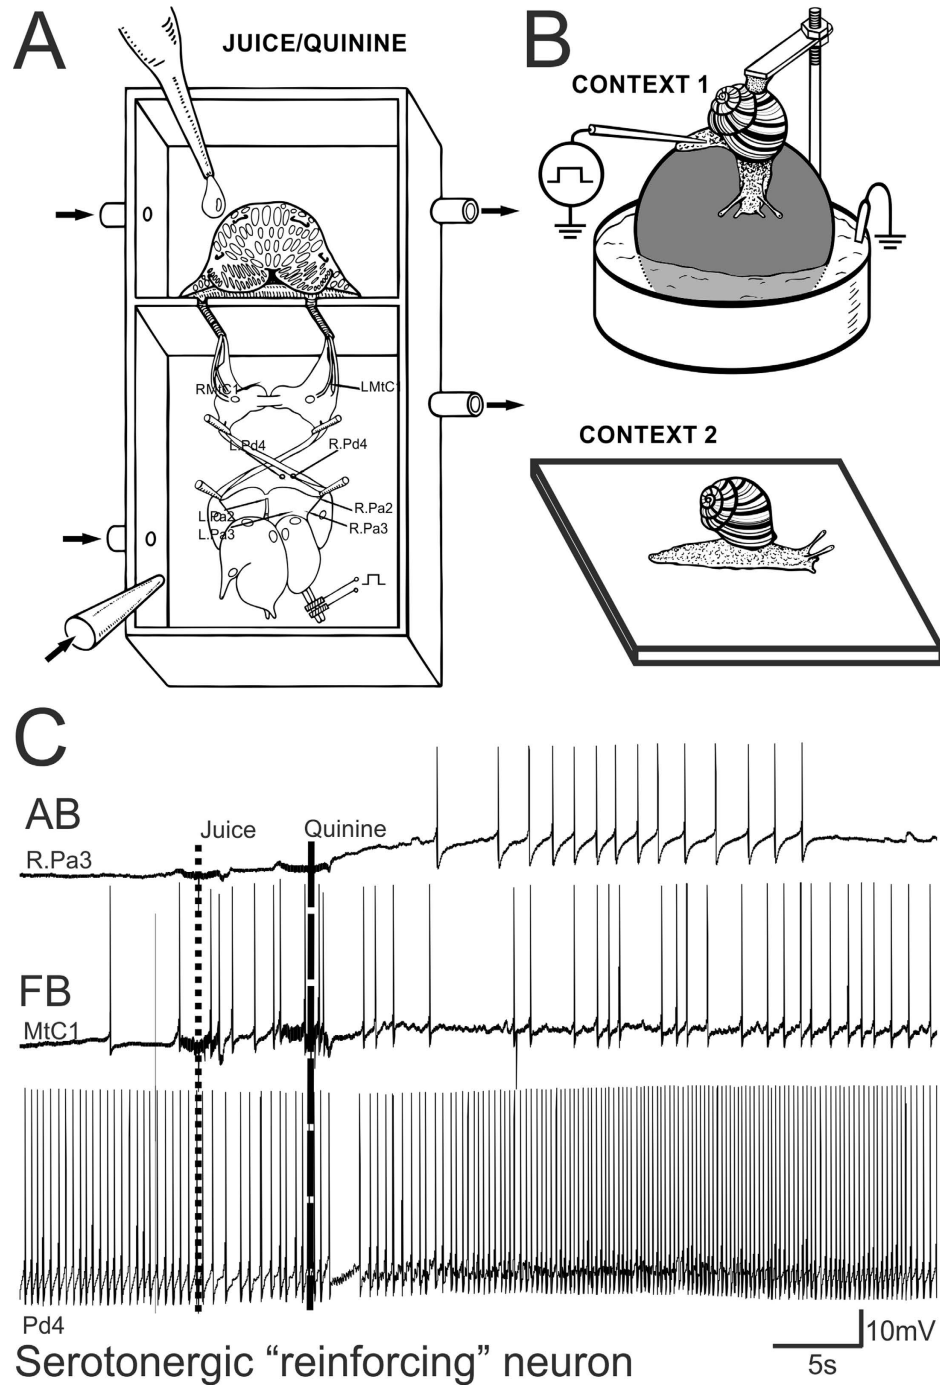 A
JUICE/QUININE
RMtC1
LMtC1
L.Pd4
R.Pd4
L.Pa2
R.Pa2
L.Pa3
R.Pa3
B
CONTEXT 1
CONTEXT 2
C
AB
Juice
Quinine
R.Pa3
FB
MtC1
Pd4
10mV
5s
Serotonergic “reinforcing” neuron